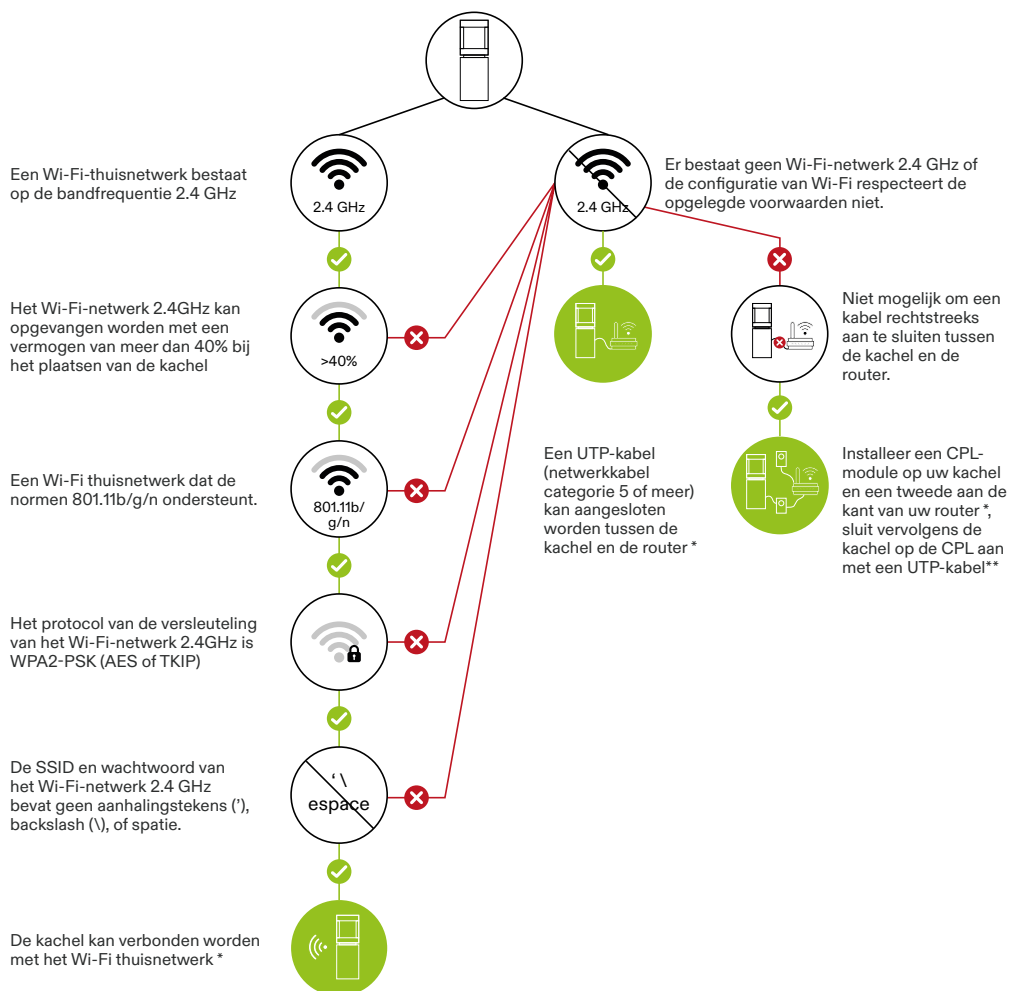 Een Wi-Fi-thuisnetwerk bestaat
op de bandfrequentie 2.4 GHz
2.4 GHz
2.4 GHz
Er bestaat geen Wi-Fi-netwerk 2.4 GHz of
de configuratie van Wi-Fi respecteert de
opgelegde voorwaarden niet.
Het Wi-Fi-netwerk 2.4GHz kan
opgevangen worden met een
vermogen van meer dan 40% bij
het plaatsen van de kachel
>40%
Niet mogelijk om een
kabel rechtstreeks
aan te sluiten tussen
de kachel en de
router.
Een Wi-Fi thuisnetwerk dat de
normen 801.11b/g/n ondersteunt.
801.11b/
g/n
Een UTP-kabel
(netwerkkabel
categorie 5 of meer)
kan aangesloten
worden tussen de
kachel en de router *
Installeer een CPL-
module op uw kachel
en een tweede aan de
kant van uw router *,
sluit vervolgens de
kachel op de CPL aan
met een UTP-kabel**
Het protocol van de versleuteling
van het Wi-Fi-netwerk 2.4GHz is
WPA2-PSK (AES of TKIP)
De SSID en wachtwoord van
het Wi-Fi-netwerk 2.4 GHz
bevat geen aanhalingstekens ('),
backslash (\), of spatie.
' \
espace
De kachel kan verbonden worden
met het Wi-Fi thuisnetwerk *